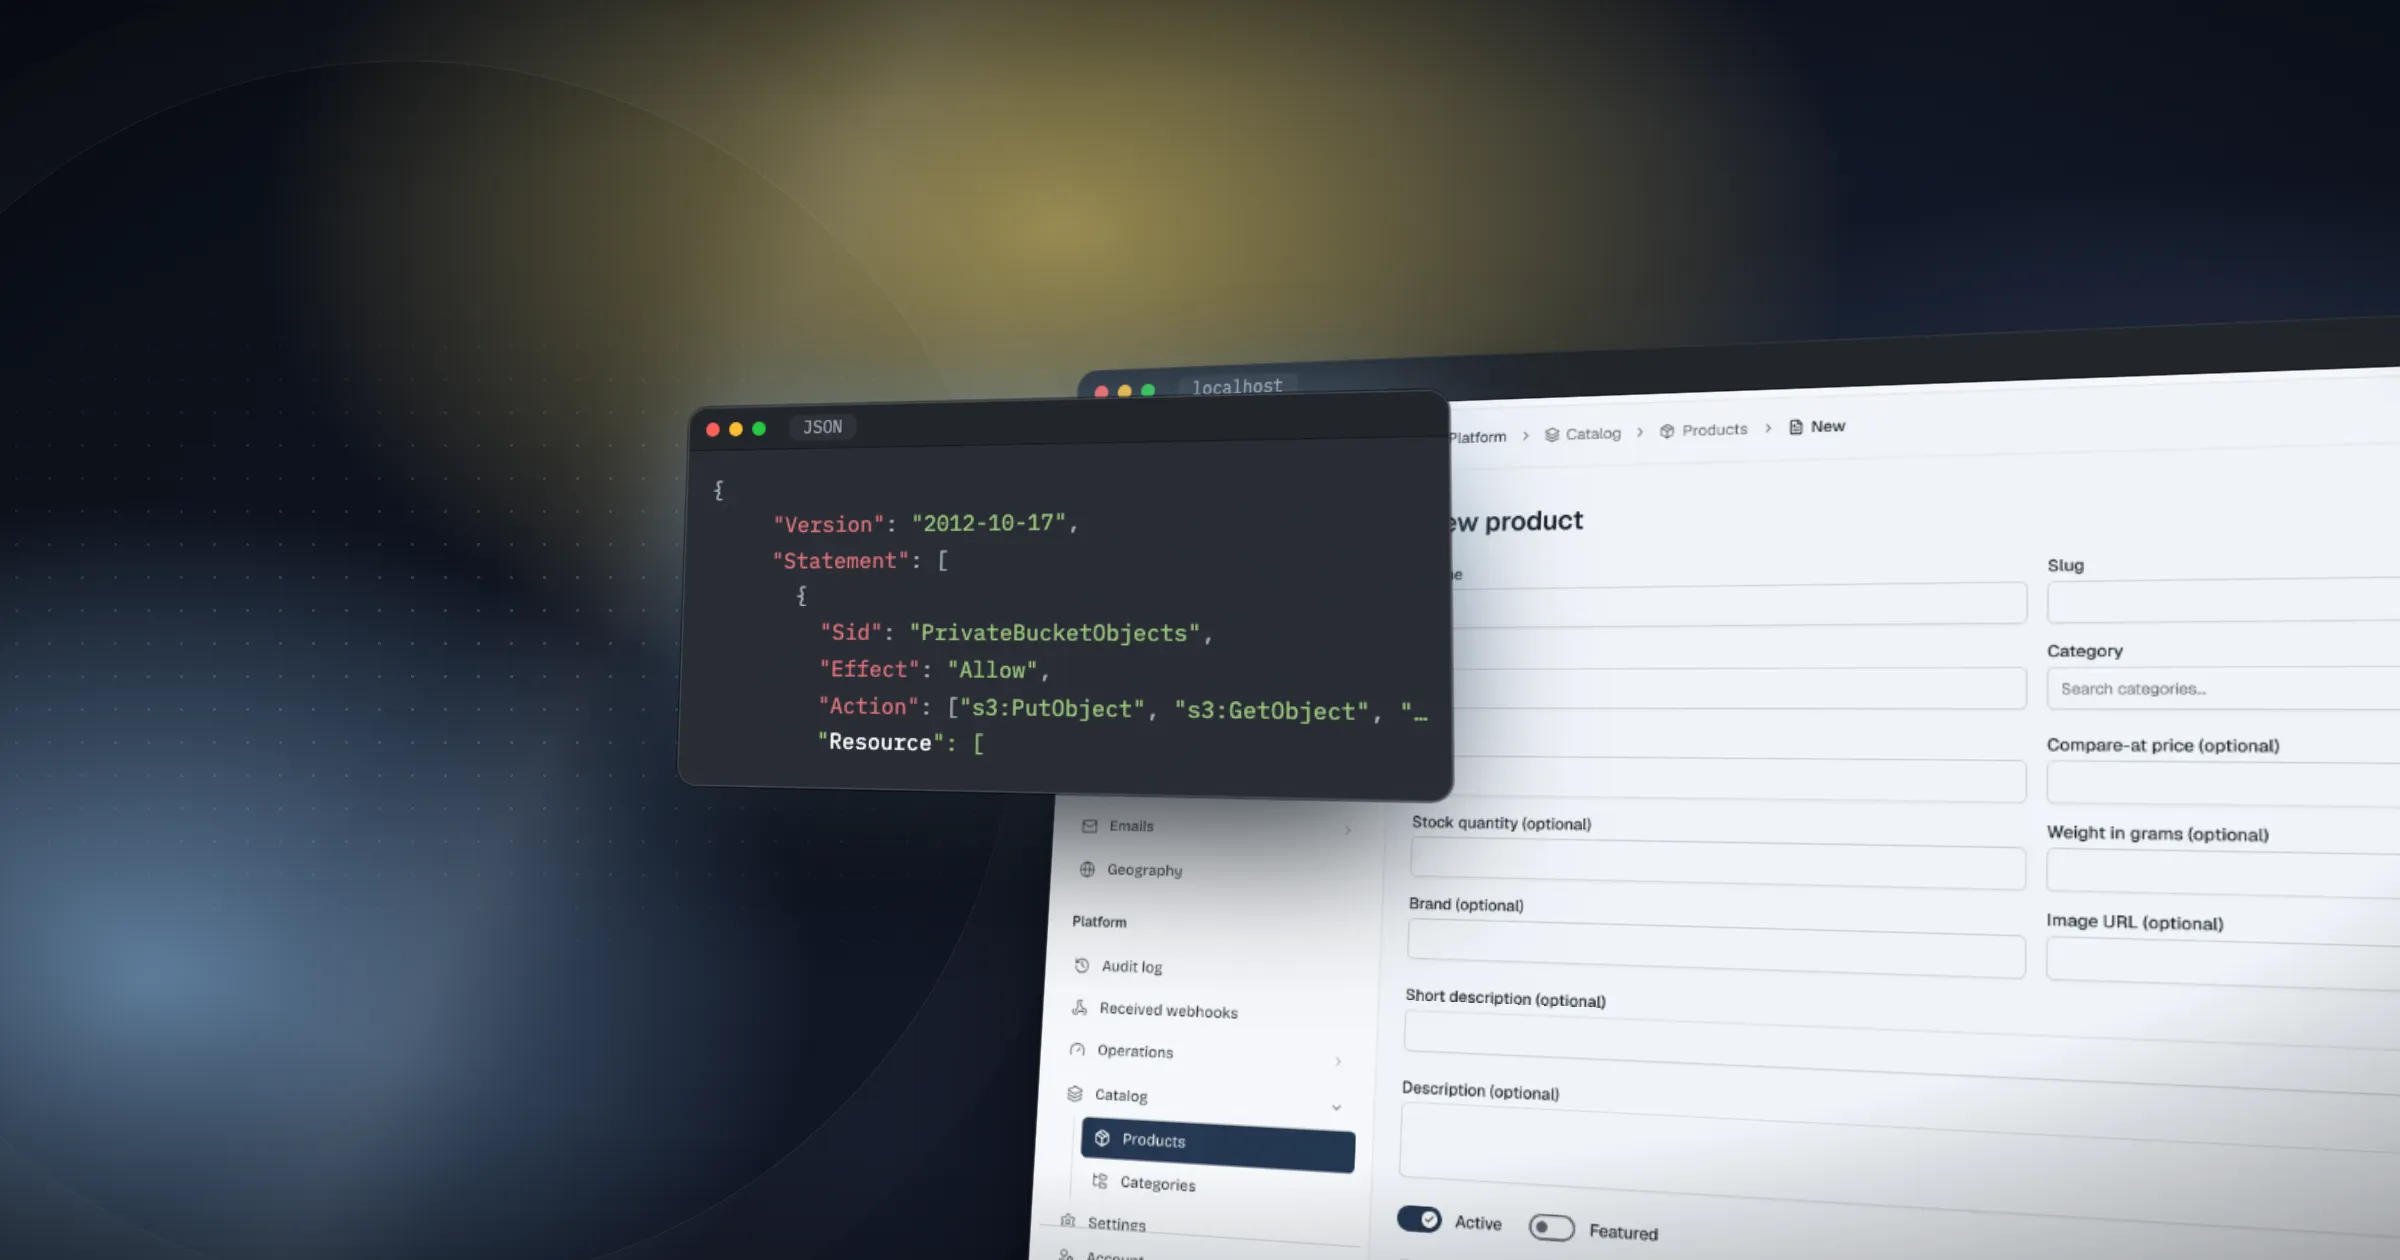 localhost
JSON
{
"Version": "2012-10-17",
"Statement": [
{
"Sid": "PrivateBucketObjects",
"Effect": "Allow",
"Action": ["s3:PutObject", "s3:GetObject", "…
"Resource": [
Platform > Catalog > Products > New
ew product
Slug
Category
Search categories...
Compare-at price (optional)
Stock quantity (optional)
Weight in grams (optional)
Brand (optional)
Image URL (optional)
Short description (optional)
Description (optional)
Active
Featured
Emails
Geography
Platform
Audit log
Received webhooks
Operations
Catalog
Products
Categories
Settings